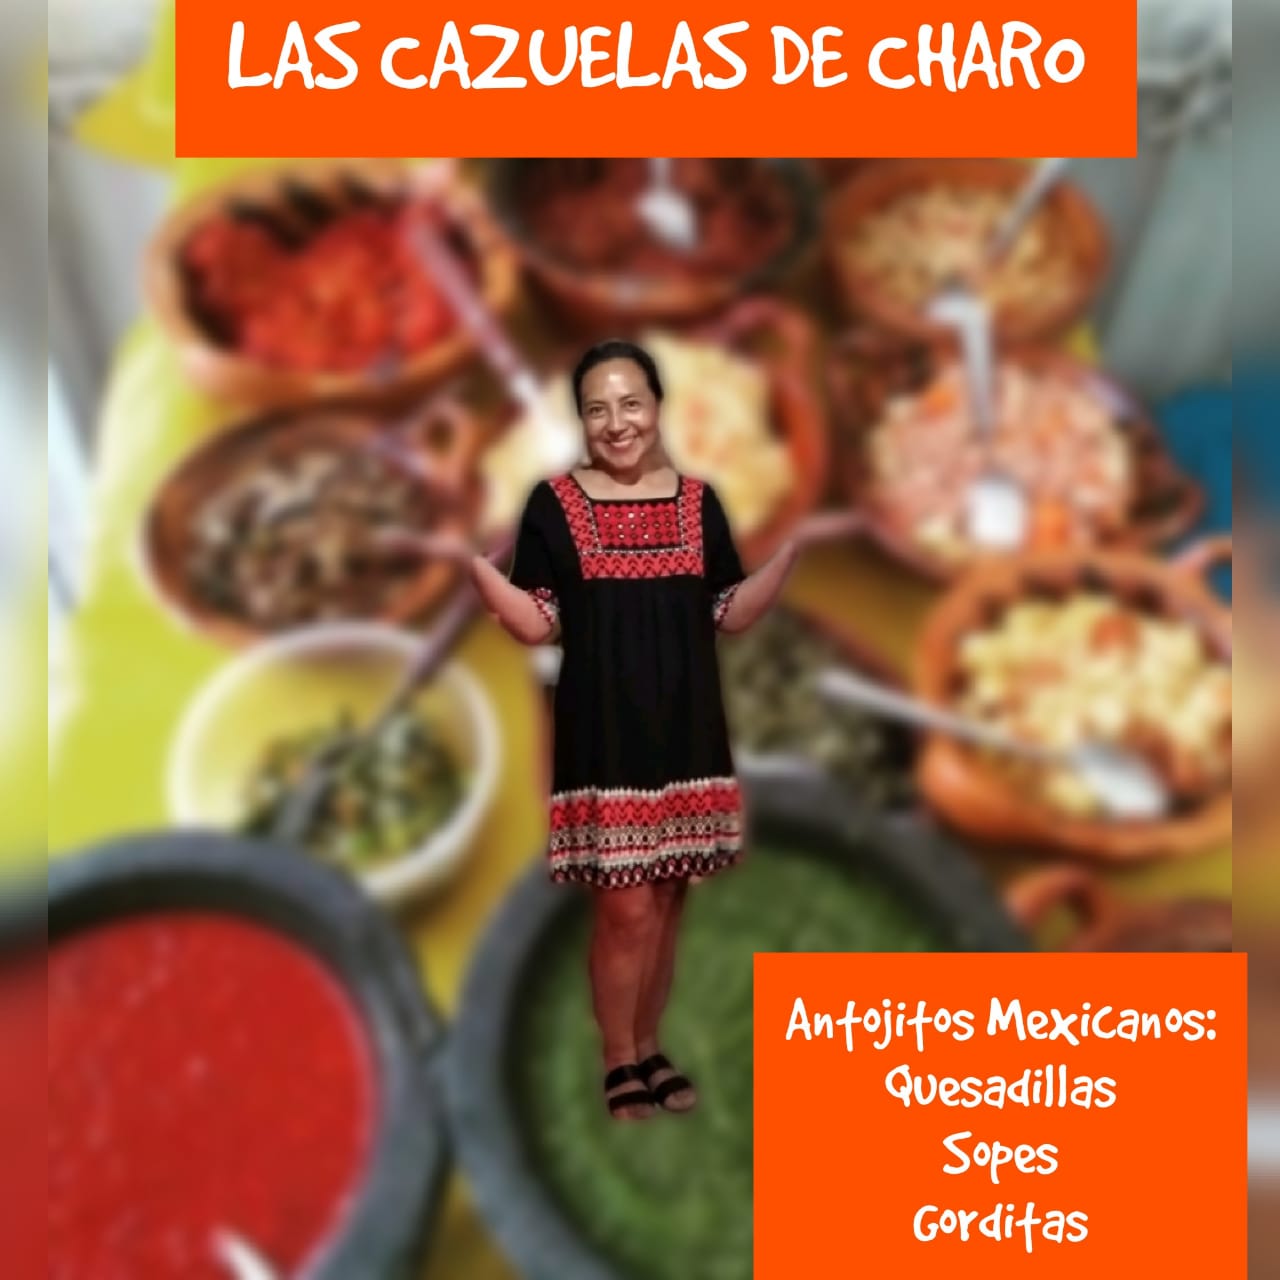 LAS CAZUELAS DE CHARO
Antojitos Mexicanos:
Quesadillas
Sopes
Gorditas